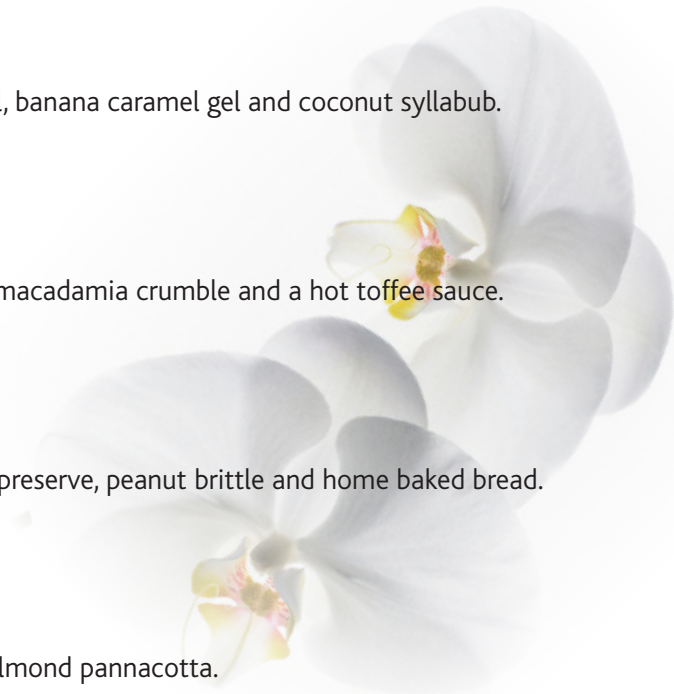 , banana caramel gel and coconut syllabub.
macadamia crumble and a hot toffee sauce.
preserve, peanut brittle and home baked bread.
pannacotta.